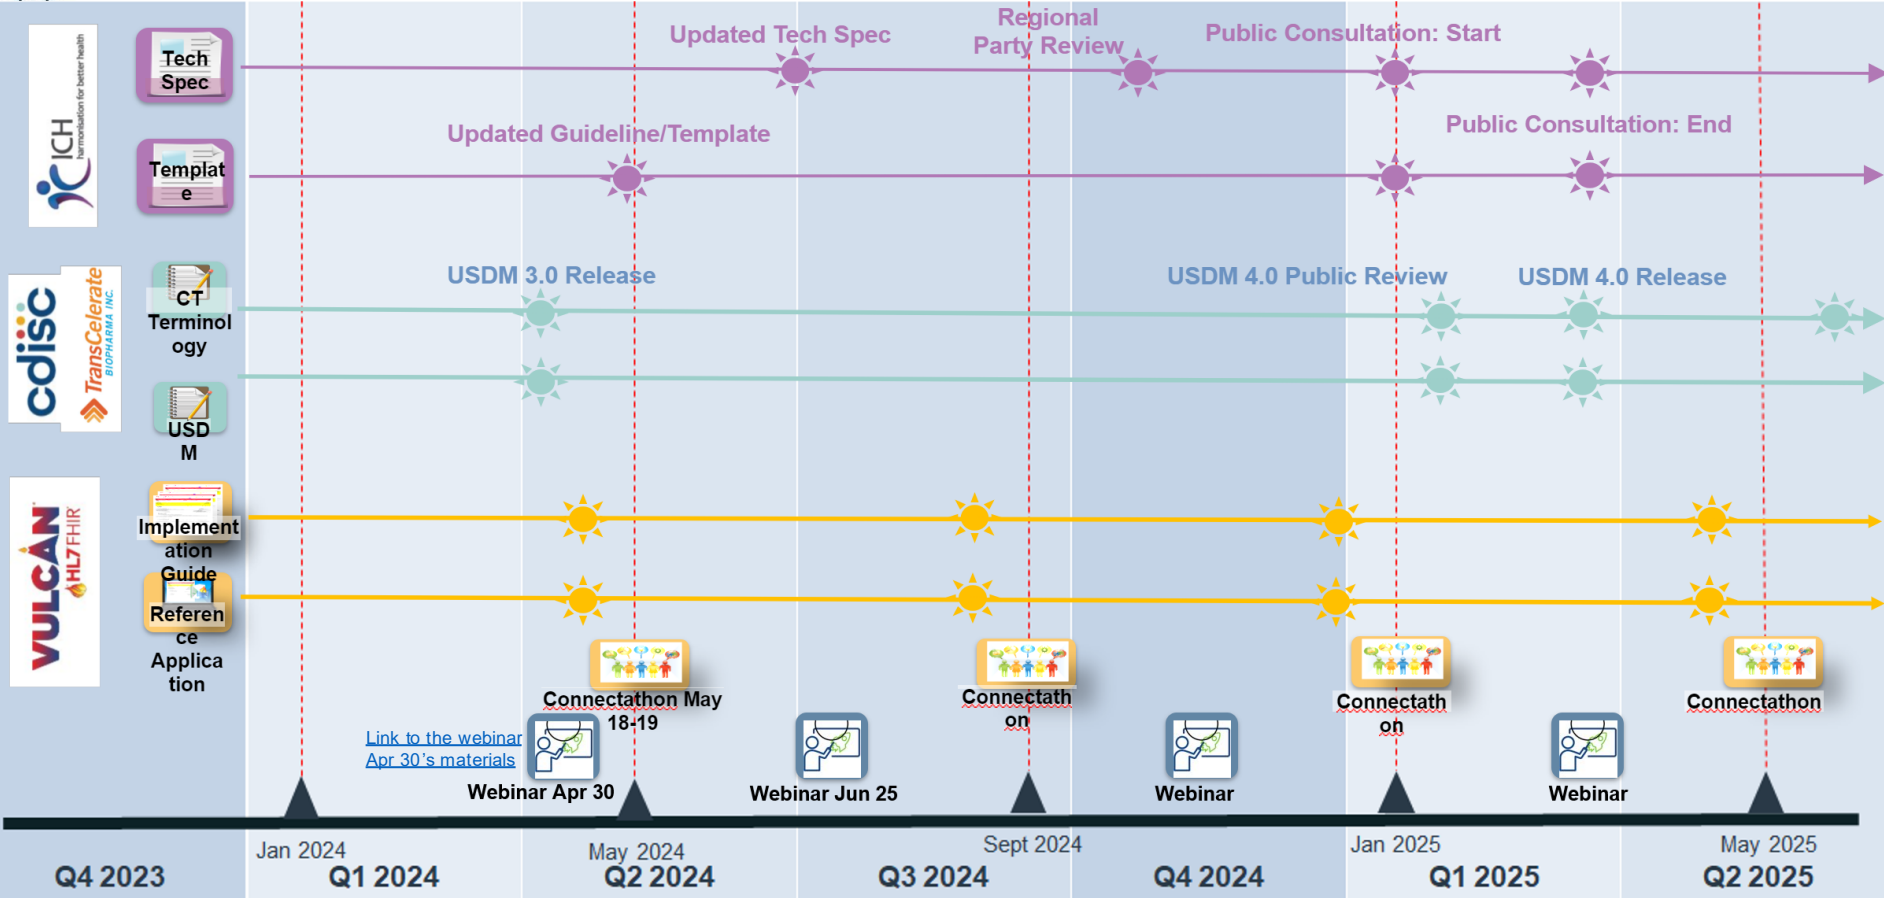 Updated Tech Spec
Regional
Party Review
Public Consultation: Start
ICH
harmonisation for better health
Tech
Spec
Updated Guideline/Template
Public Consultation: End
Templat
e
cdisc
TransCelerate
BIOPHARMA INC.
CT
Terminol
ogy
USDM 3.0 Release
USDM 4.0 Public Review
USDM 4.0 Release
USD
M
VULCAN
HL7 FHIR
Implement
ation
Guide
Referen
ce
Applica
tion
Connectathon May
18-19
Connectath
on
Connectath
on
Connectathon
Link to the webinar
Apr 30's materials
Webinar Apr 30
Webinar Jun 25
Webinar
Webinar
Jan 2024
May 2024
Sept 2024
Jan 2025
May 2025
Q4 2023
Q1 2024
Q2 2024
Q3 2024
Q4 2024
Q1 2025
Q2 2025